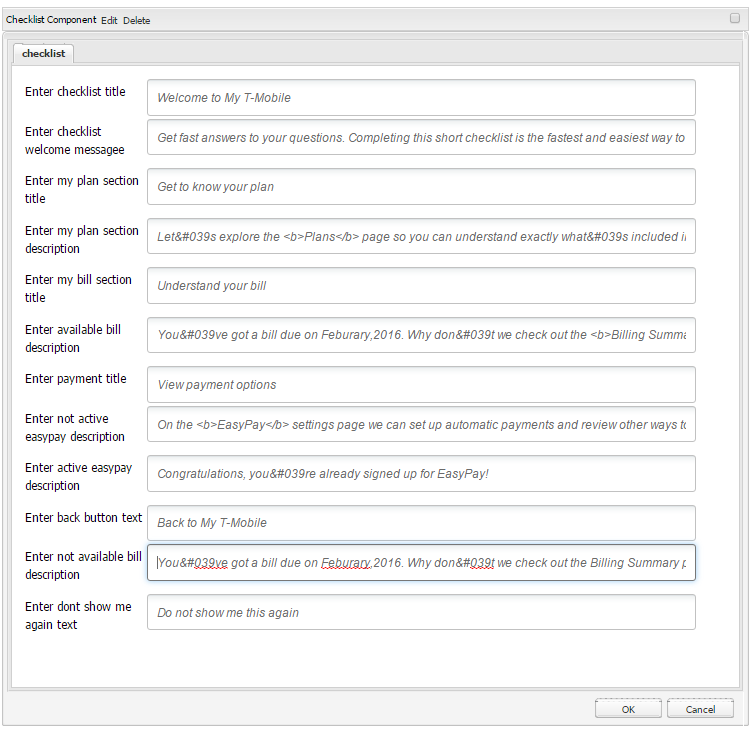 Checklist Component Edit Delete
checklist
Enter checklist title
Welcome to My T-Mobile
Enter checklist
welcome messagee
Get fast answers to your questions. Completing this short checklist is the fastest and easiest way to
Enter my plan section
title
Get to know your plan
Enter my plan section
description
Let&#039s explore the <b>Plans</b> page so you can understand exactly what&#039s included i
Enter my bill section
title
Understand your bill
Enter available bill
description
You&#039ve got a bill due on Feburary,2016. Why don&#039t we check out the <b>Billing Summa
Enter payment title
View payment options
Enter not active
easypay description
On the <b>EasyPay</b> settings page we can set up automatic payments and review other ways to
Enter active easypay
description
Congratulations, you&#039re already signed up for EasyPay!
Enter back button text
Back to My T-Mobile
Enter not available bill
description
You&#039ve got a bill due on Feburary,2016. Why don&#039t we check out the Billing Summary p
Enter dont show me
again text
Do not show me this again
OK Cancel